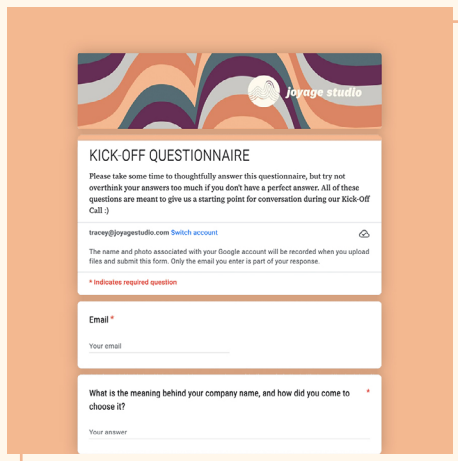 joyage studio
KICK-OFF QUESTIONNAIRE
Please take some time to thoughtfully answer this questionnaire, but try not
overthink your answers too much if you don't have a perfect answer. All of these
questions are meant to give us a starting point for conversation during our Kick-Off
Call :)
tracey@joyagestudio.com Switch account
The name and photo associated with your Google account will be recorded when you upload
files and submit this form. Only the email you enter is part of your response.
* Indicates required question
Email *
Your email
What is the meaning behind your company name, and how did you come to *
choose it?
Your answer